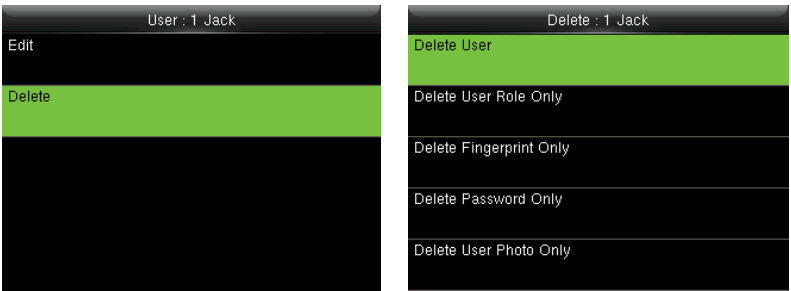 User : 1 Jack
Edit
Delete
Delete : 1 Jack
Delete User
Delete User Role Only
Delete Fingerprint Only
Delete Password Only
Delete User Photo Only